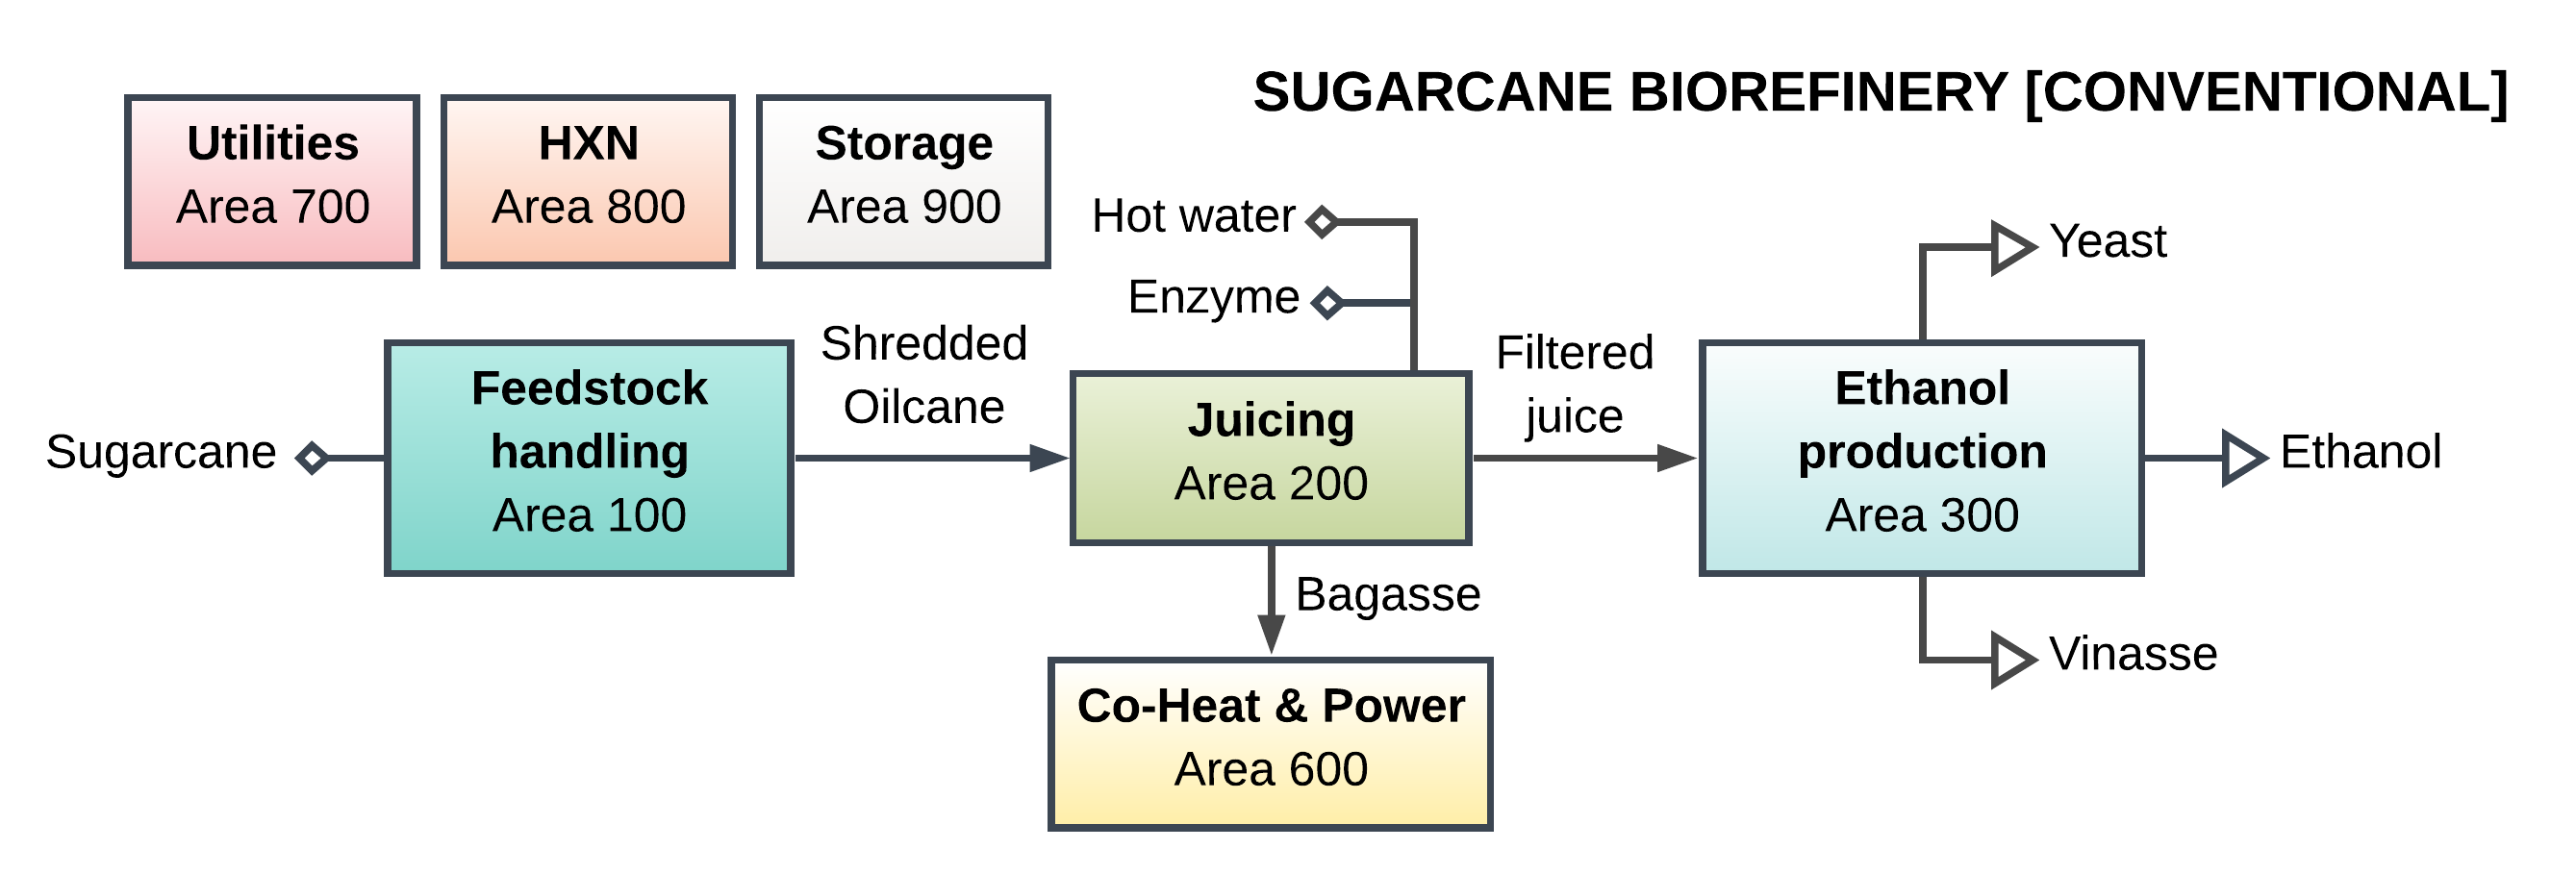 SUGARCANE BIOREFINERY [CONVENTIONAL]
Utilities
Area 700
HXN
Area 800
Storage
Area 900
Hot water
Enzyme
Yeast
Sugarcane
Feedstock
handling
Area 100
Shredded
Oilcane
Juicing
Area 200
Filtered
juice
Ethanol
production
Area 300
Ethanol
Bagasse
Vinasse
Co-Heat & Power
Area 600